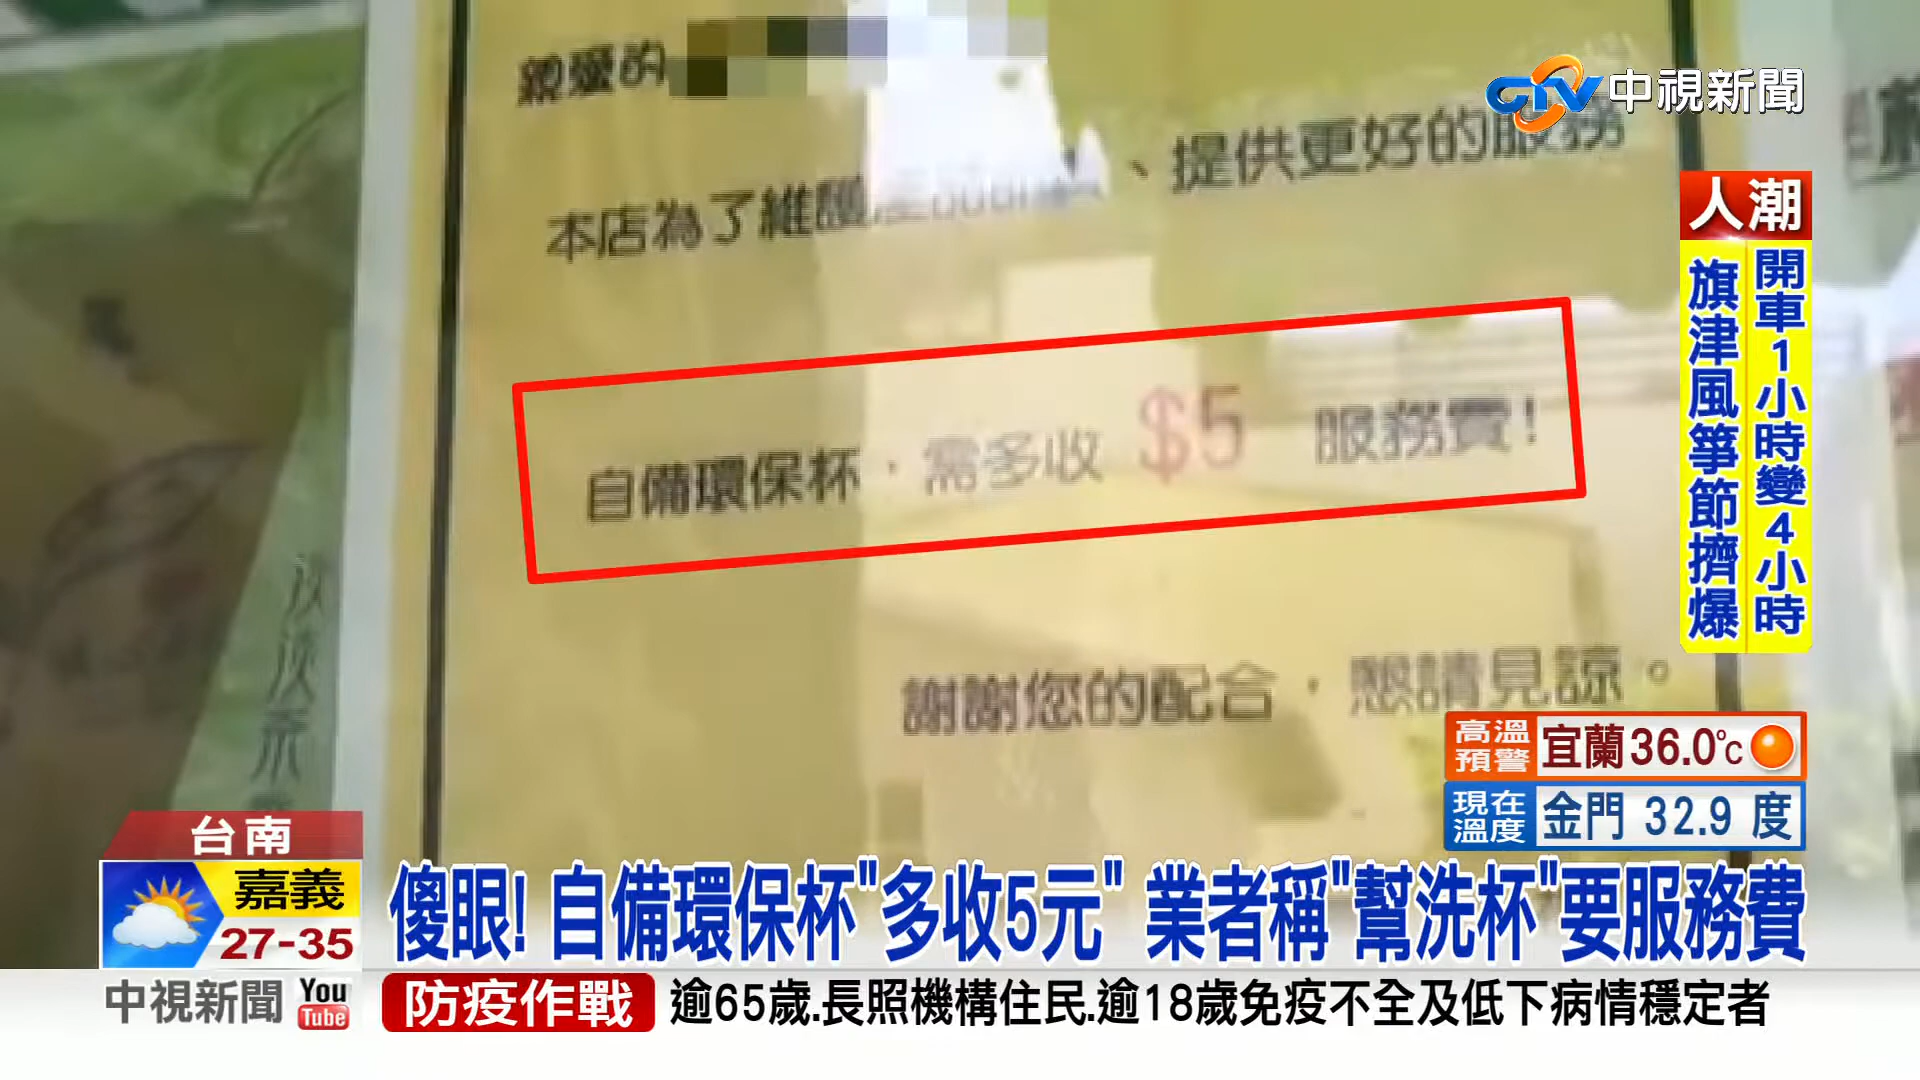 親愛的
本店為了維護
、提供更好的服務
自備環保杯，需多收 $5 服務費！
謝謝您的配合，懇請見諒。
CTV 中視新聞
人潮
開車1小時變4小時
旗津風箏節擠爆
高溫預警 宜蘭36.0℃
現在溫度 金門 32.9 度
台南
嘉義
27-35
傻眼! 自備環保杯"多收5元" 業者稱"幫洗杯"要服務費
中視新聞 You Tube
防疫作戰 逾65歲.長照機構住民.逾18歲免疫不全及低下病情穩定者